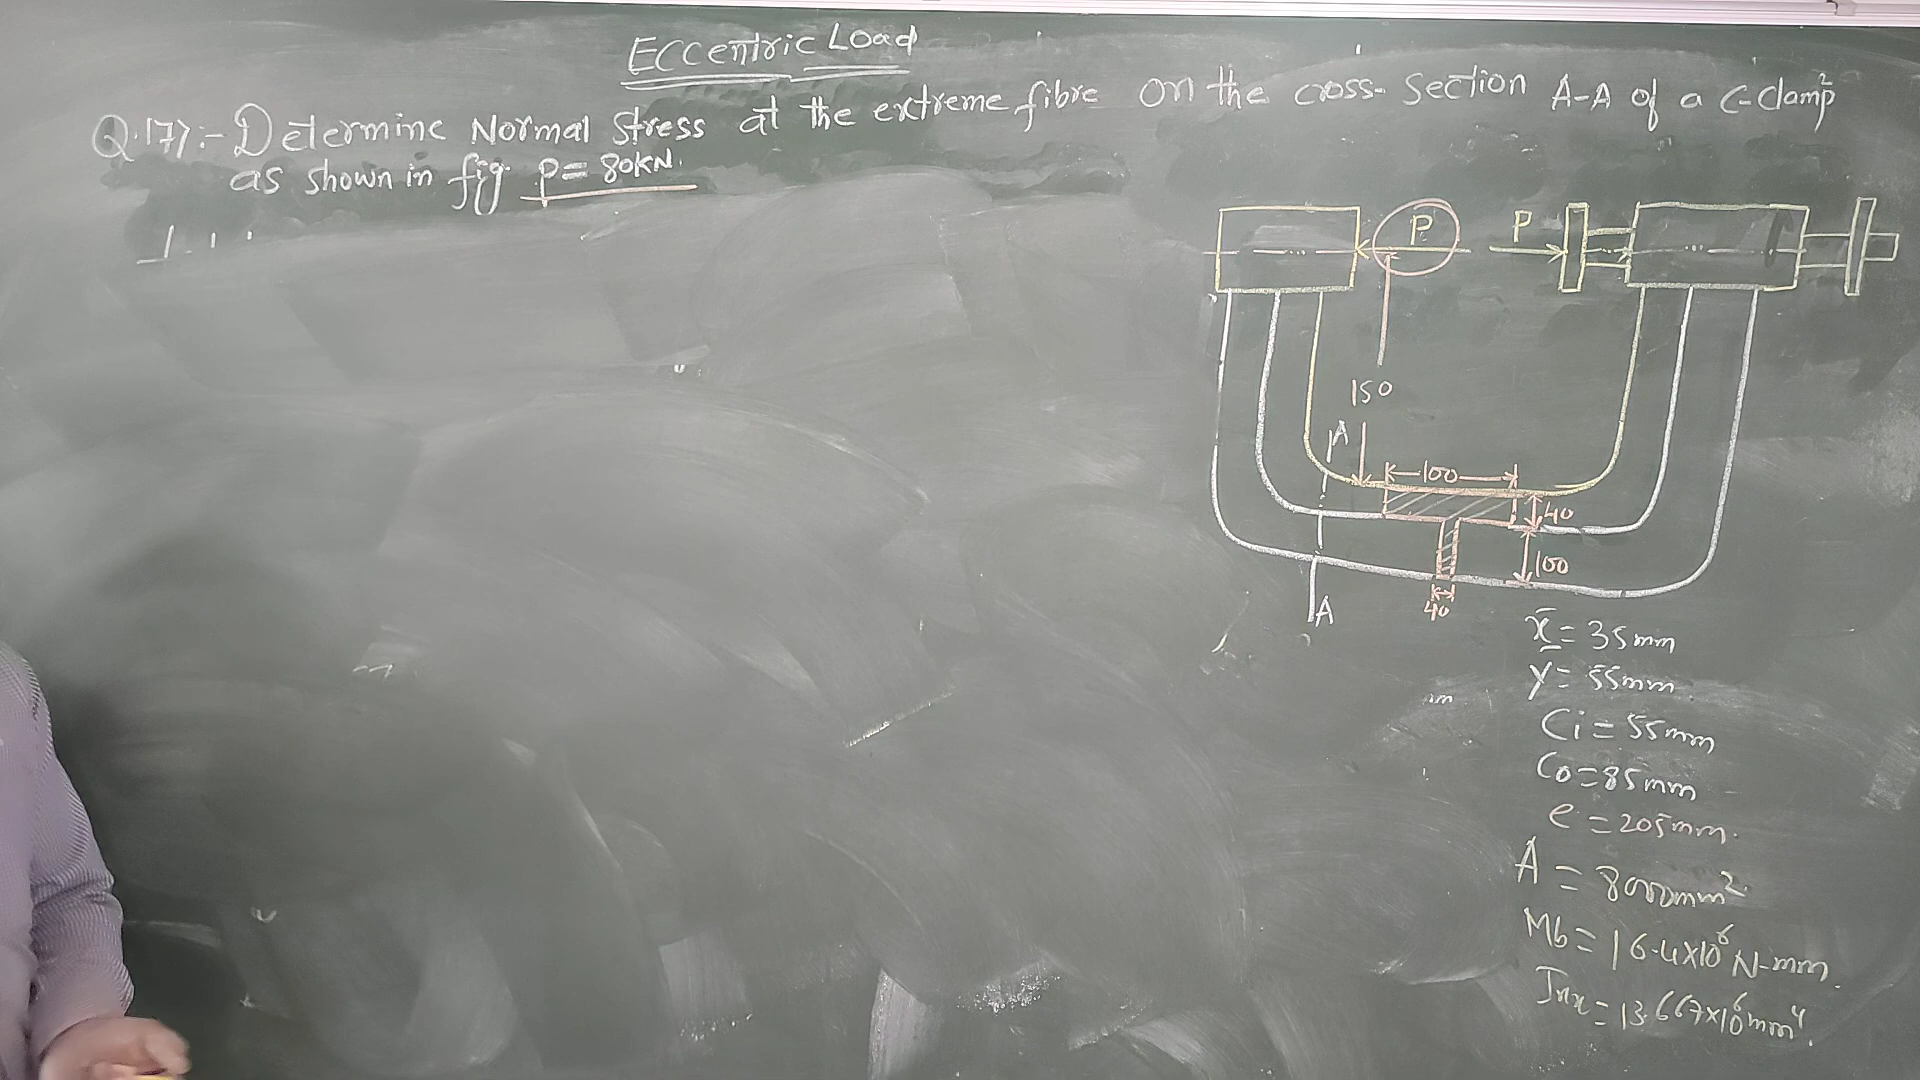 Eccentric Load
Q.17):- Determine Normal Stress at the extreme fibre on the cross-section A-A of a C-clamp
as shown in fig P = 80KN.
P
P
150
A
100
40
100
40
A
x̄ = 35mm
Y = 55mm
Ci = 55mm
Co = 85mm
e = 205mm.
A = 8000mm²
Mb = 16.4x10⁶ N-mm.
Ixx = 13.667x10⁶ mm⁴.